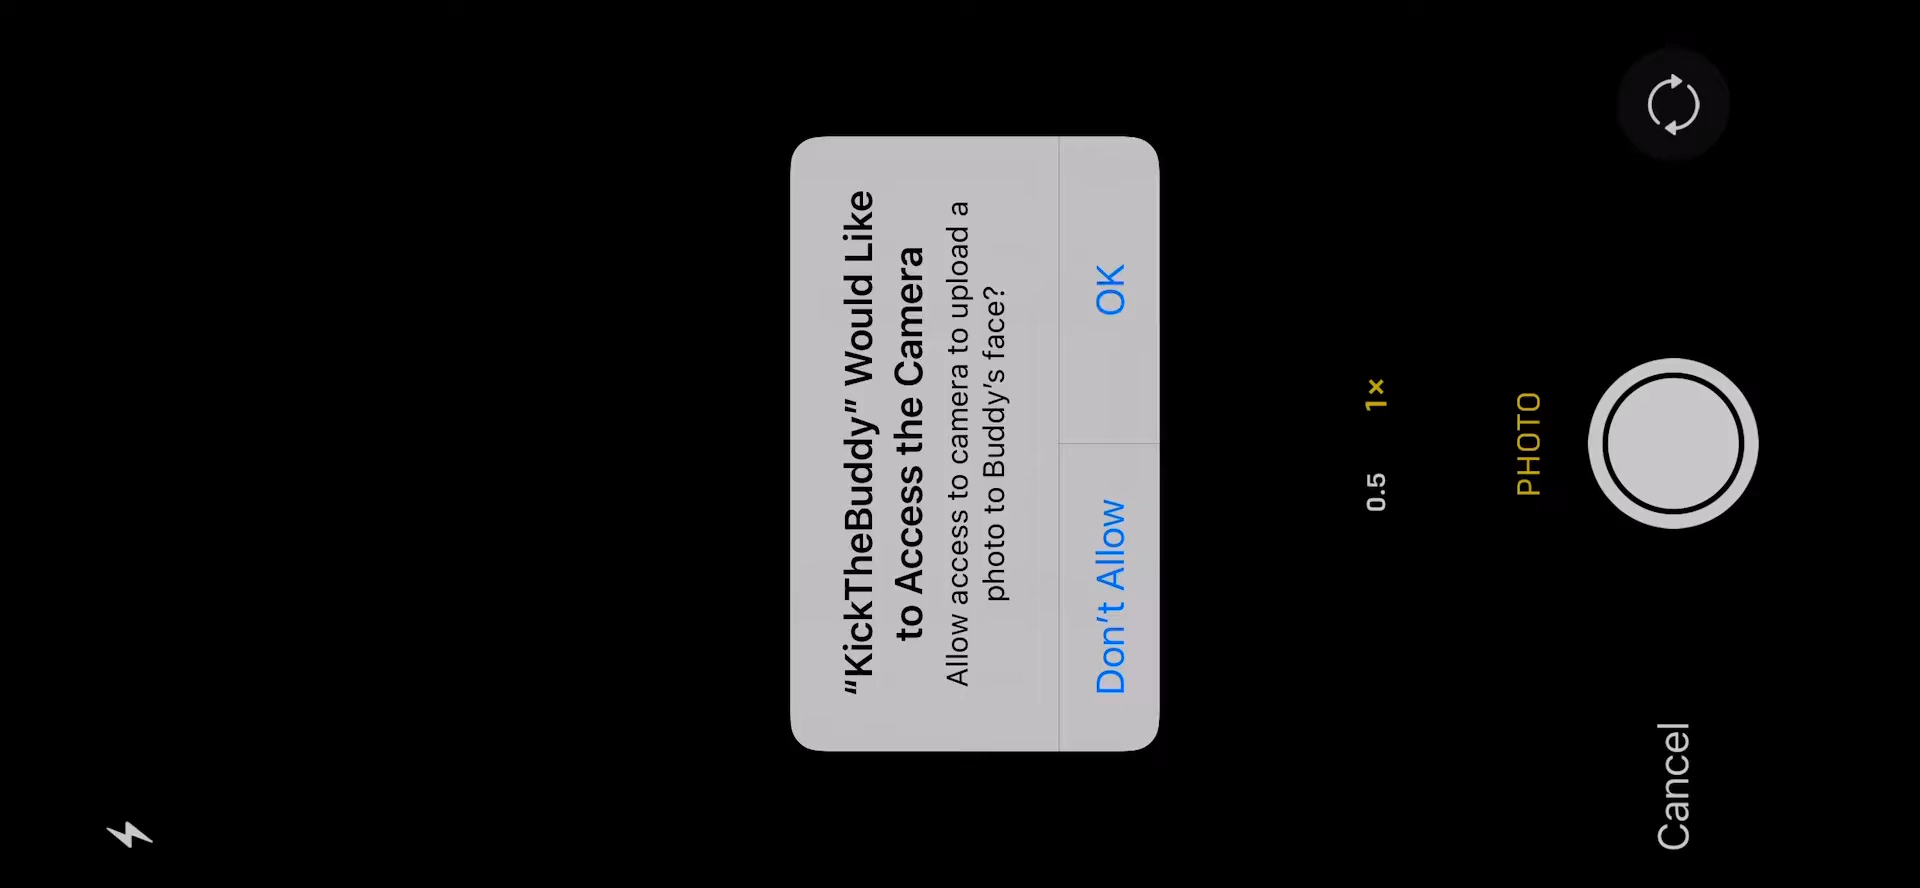 “KickTheBuddy” Would Like
to Access the Camera
Allow access to camera to upload a
photo to Buddy’s face?
Don’t Allow
OK
0.5
1×
PHOTO
Cancel